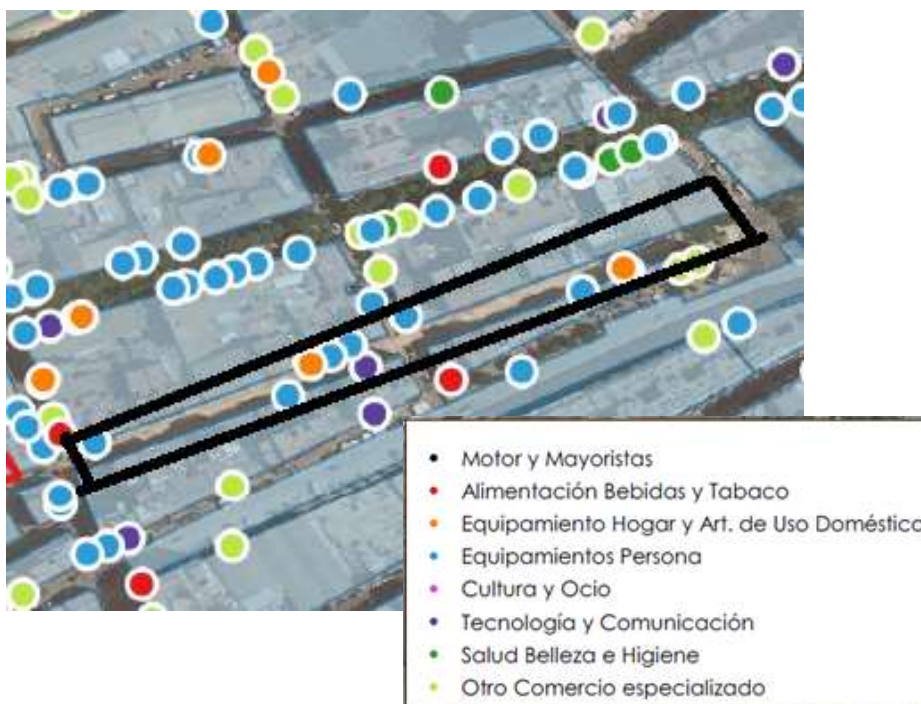 Motor y Mayoristas
Alimentación Bebidas y Tabaco
Equipamiento Hogar y Art. de Uso Doméstico
Equipamientos Persona
Cultura y Ocio
Tecnología y Comunicación
Salud Belleza e Higiene
Otro Comercio especializado